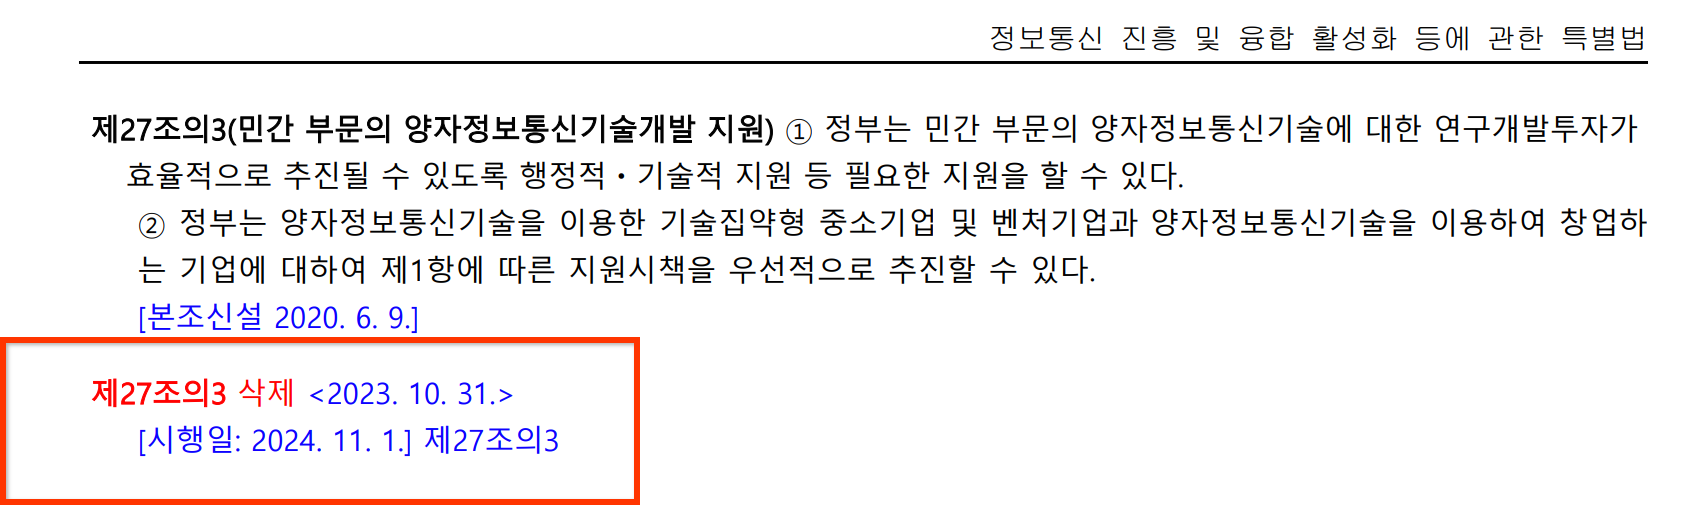 정보통신 진흥 및 융합 활성화 등에 관한 특별법
제27조의3(민간 부문의 양자정보통신기술개발 지원) ① 정부는 민간 부문의 양자정보통신기술에 대한 연구개발투자가
효율적으로 추진될 수 있도록 행정적ㆍ기술적 지원 등 필요한 지원을 할 수 있다.
② 정부는 양자정보통신기술을 이용한 기술집약형 중소기업 및 벤처기업과 양자정보통신기술을 이용하여 창업하
는 기업에 대하여 제1항에 따른 지원시책을 우선적으로 추진할 수 있다.
[본조신설 2020. 6. 9.]
제27조의3 삭제 <2023. 10. 31.>
[시행일: 2024. 11. 1.] 제27조의3